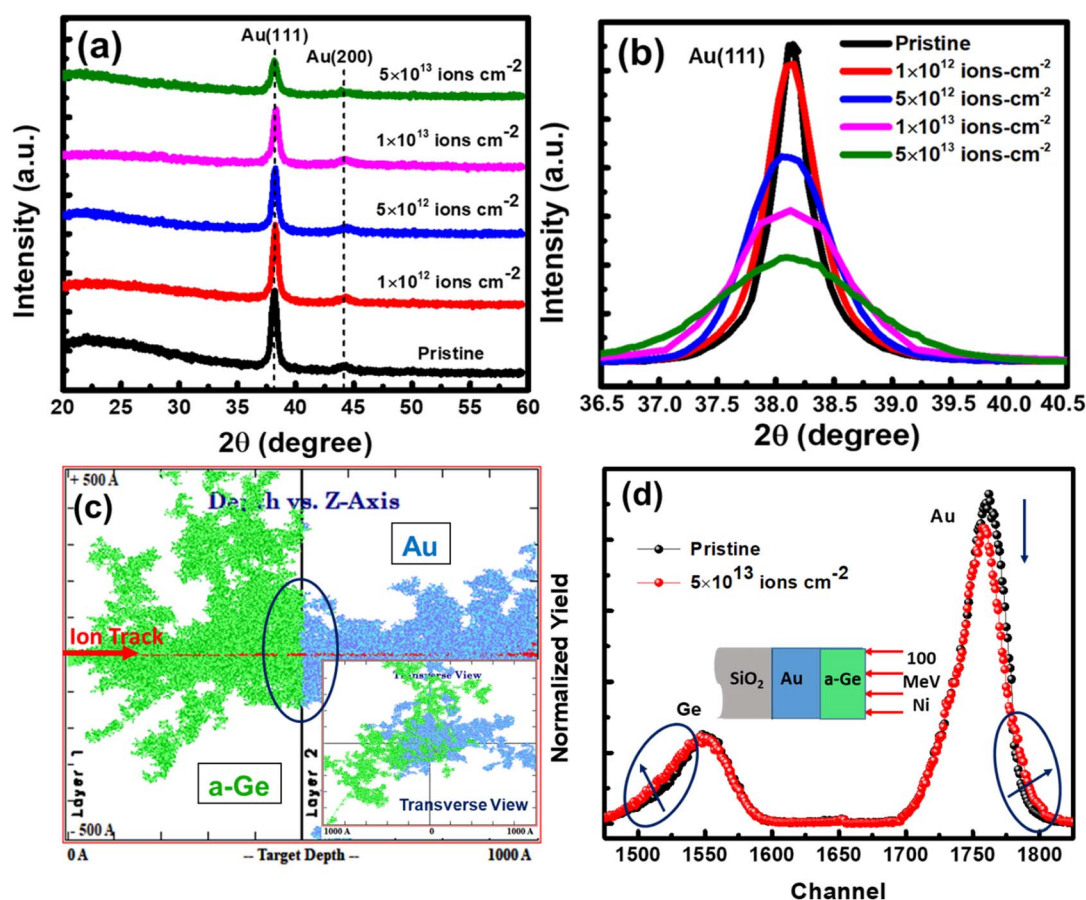 (a)
Au(111)
Au(200)
5×10¹³ ions cm⁻²
1×10¹³ ions cm⁻²
5×10¹² ions cm⁻²
1×10¹² ions cm⁻²
Pristine
Intensity (a.u.)
20 25 30 35 40 45 50 55 60
2θ (degree)
(b)
Au(111)
Pristine
1×10¹² ions-cm⁻²
5×10¹² ions-cm⁻²
1×10¹³ ions-cm⁻²
5×10¹³ ions-cm⁻²
Intensity (a.u.)
36.5 37.0 37.5 38.0 38.5 39.0 39.5 40.0 40.5
2θ (degree)
+ 500 Å
(c)
Depth vs. Z-Axis
Au
Ion Track
Layer 1
a-Ge
Layer 2
Transverse View
Transverse View
1000 A 0 1000 A
- 500 Å
0 A -- Target Depth -- 1000 A
(d)
Au
Pristine
5×10¹³ ions cm⁻²
SiO₂
Au
a-Ge
100
MeV
Ni
Ge
Normalized Yield
1500 1550 1600 1650 1700 1750 1800
Channel